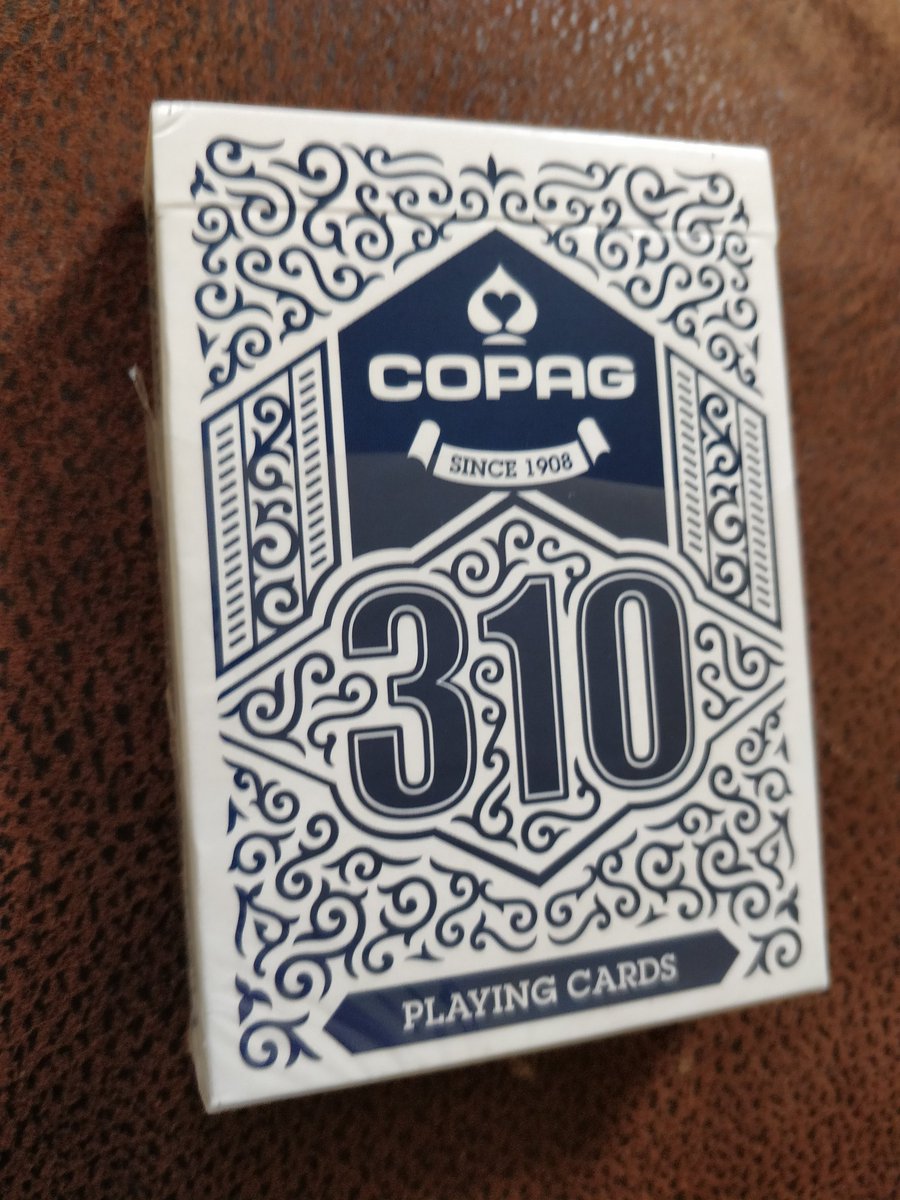 COPAG
SINCE 1908
310
PLAYING CARDS